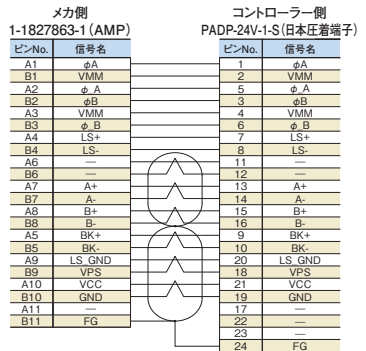 メカ側 コントローラー側
1-1827863-1(AMP) PADP-24V-1-S(日本圧着端子)
ピンNo. 信号名 ピンNo. 信号名
A1 φA 1 φA
B1 VMM 2 VMM
A2 φ_A 5 φ_A
B2 φB 3 φB
A3 VMM 4 VMM
B3 φ_B 6 φ_B
A4 LS+ 7 LS+
B4 LS- 8 LS-
A6 — 11 —
B6 — 12 —
A7 A+ 13 A+
B7 A- 14 A-
A8 B+ 15 B+
B8 B- 16 B-
A5 BK+ 9 BK+
B5 BK- 10 BK-
A9 LS_GND 20 LS_GND
B9 VPS 18 VPS
A10 VCC 21 VCC
B10 GND 19 GND
A11 — 17 —
B11 FG 22 —
23 —
24 FG